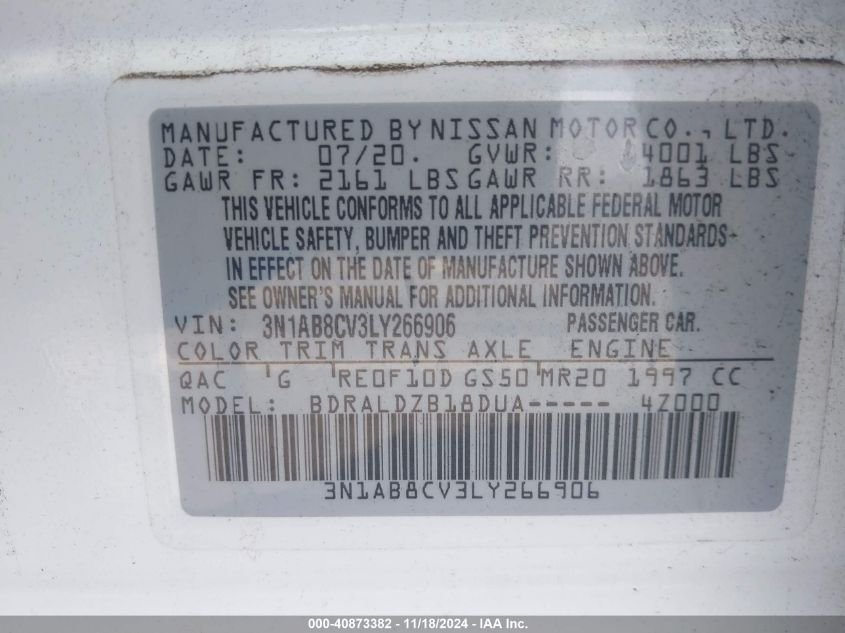 MANUFACTURED BY NISSAN MOTOR CO., LTD.
DATE: 07/20. GVWR: 4001 LBS
GAWR FR: 2161 LBS GAWR RR: 1863 LBS
THIS VEHICLE CONFORMS TO ALL APPLICABLE FEDERAL MOTOR
VEHICLE SAFETY, BUMPER AND THEFT PREVENTION STANDARDS
IN EFFECT ON THE DATE OF MANUFACTURE SHOWN ABOVE.
SEE OWNER'S MANUAL FOR ADDITIONAL INFORMATION.
VIN: 3N1AB8CV3LY266906 PASSENGER CAR.
COLOR TRIM TRANS AXLE ENGINE
QAC G RE0F10D GS50 MR20 1997 CC
MODEL: BDRALDZB18DUA----- 4Z000
3N1AB8CV3LY266906
000-40873382 - 11/18/2024 - IAA Inc.